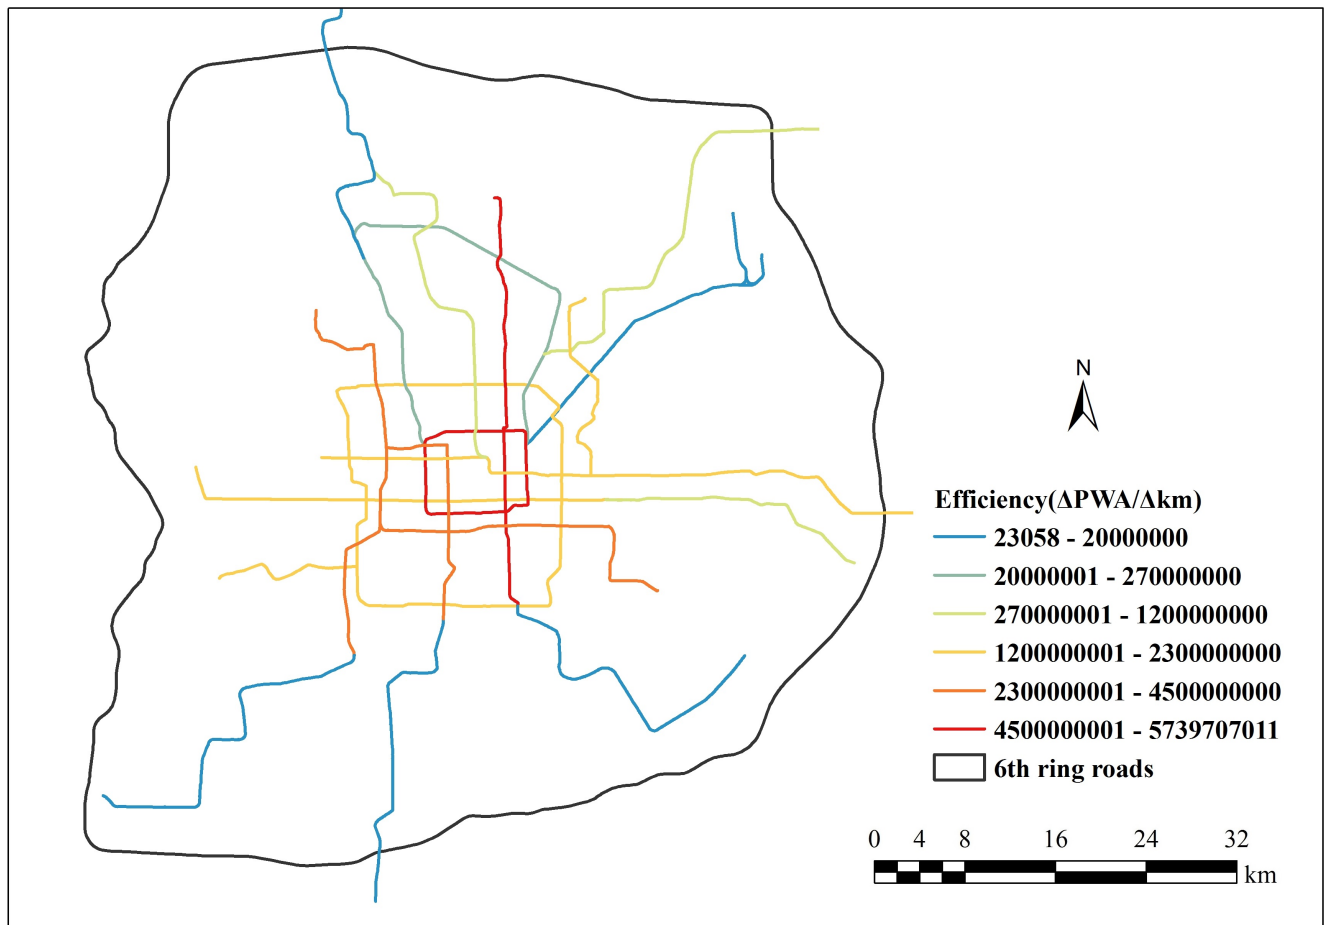 N
Efficiency(ΔPWA/Δkm)
23058 - 20000000
20000001 - 270000000
270000001 - 1200000000
1200000001 - 2300000000
2300000001 - 4500000000
4500000001 - 5739707011
6th ring roads
0 4 8 16 24 32
km